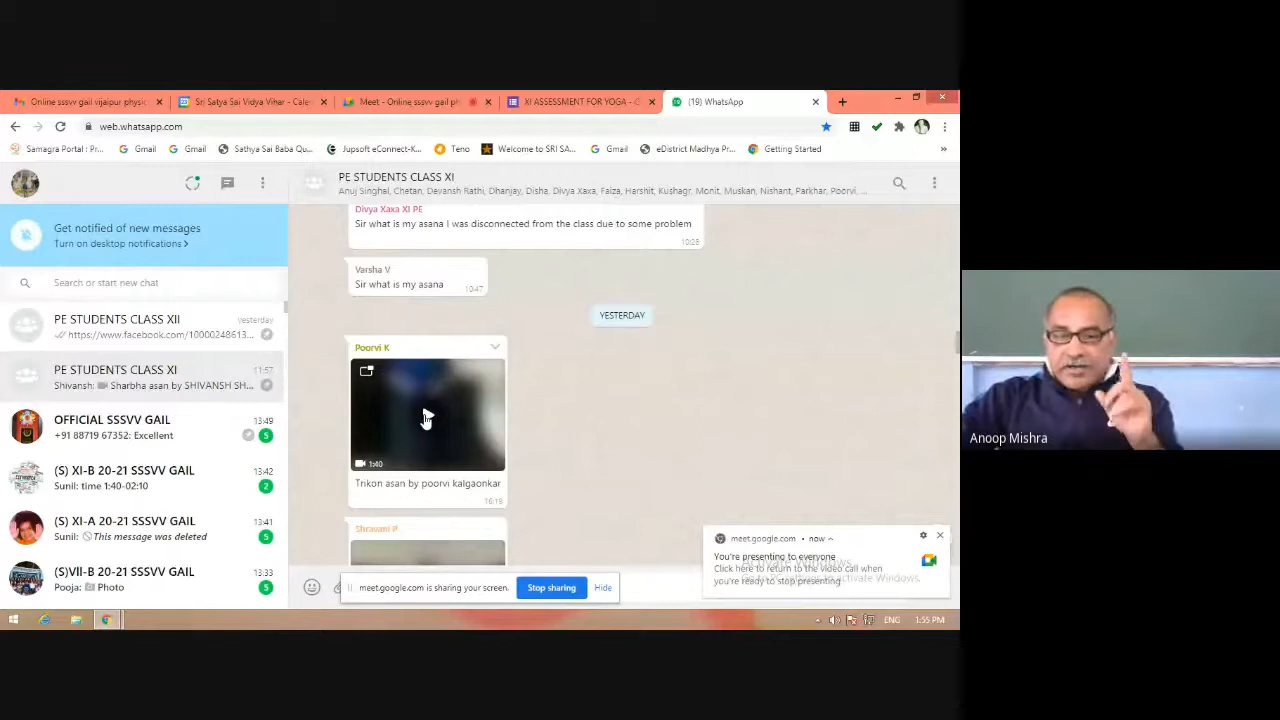 Online sssvv gail vijaipur physic
Sri Satya Sai Vidya Vihar - Calen
Meet - Online sssvv gail ph
XI ASSESSMENT FOR YOGA - G
(19) WhatsApp
web.whatsapp.com
Samagra Portal : Pr...
Gmail
Gmail
Sathya Sai Baba Qu...
Jupsoft eConnect-K...
Teno
Welcome to SRI SA...
Gmail
eDistrict Madhya Pr...
Getting Started
PE STUDENTS CLASS XI
Anuj Singhal, Chetan, Devansh Rathi, Dhanjay, Disha, Divya Xaxa, Faiza, Harshit, Kushagr, Monit, Muskan, Nishant, Parkhar, Poorvi, ...
Get notified of new messages
Turn on desktop notifications >
Search or start new chat
PE STUDENTS CLASS XII
yesterday
https://www.facebook.com/10000248613...
PE STUDENTS CLASS XI
11:57
Shivansh: Sharbha asan by SHIVANSH SH...
OFFICIAL SSSVV GAIL
13:49
+91 88719 67352: Excellent
5
(S) XI-B 20-21 SSSVV GAIL
13:42
Sunil: time 1:40-02:10
2
(S) XI-A 20-21 SSSVV GAIL
13:41
Sunil: This message was deleted
5
(S)VII-B 20-21 SSSVV GAIL
13:33
Pooja: Photo
5
Divya Xaxa XI PE
Sir what is my asana I was disconnected from the class due to some problem
10:28
Varsha V
Sir what is my asana
10:47
YESTERDAY
Poorvi K
1:40
Trikon asan by poorvi kalgaonkar
16:19
Shravani P
meet.google.com is sharing your screen.
Stop sharing
Hide
meet.google.com • now
You're presenting to everyone
Click here to return to the video call when
you're ready to stop presenting
Activate Windows
Go to PC settings to activate Windows.
ENG
1:55 PM
Anoop Mishra